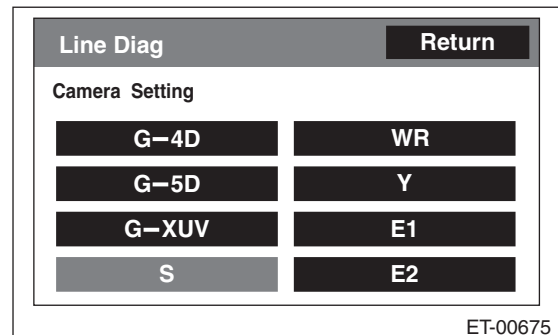 Line Diag Return
Camera Setting
G–4D WR
G–5D Y
G–XUV E1
S E2
ET-00675